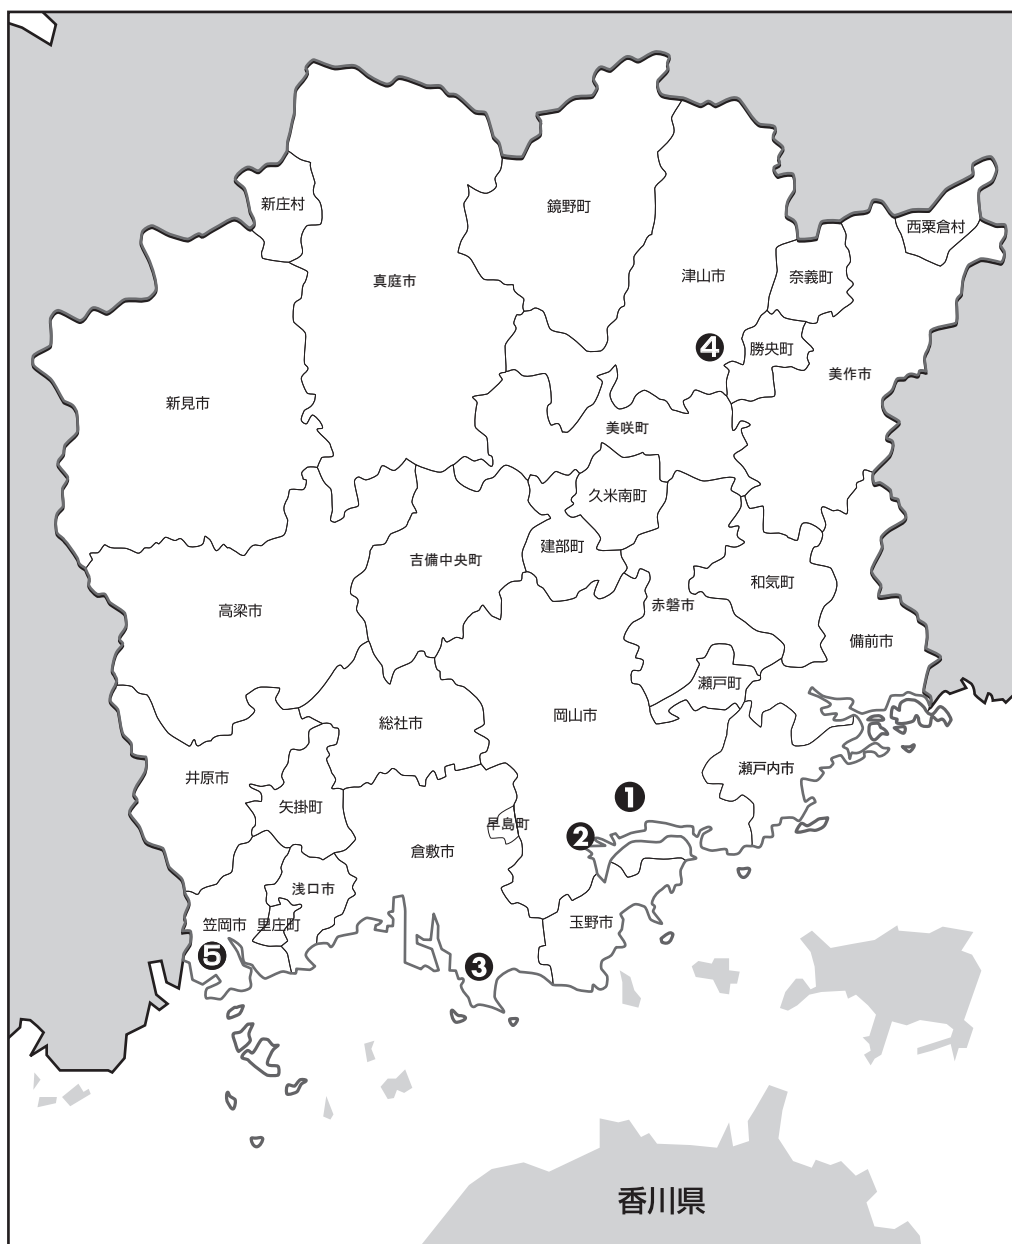 新庄村
鏡野町
西粟倉村
真庭市
津山市
奈義町
❹
勝央町
美作市
新見市
美咲町
久米南町
建部町
吉備中央町
和気町
赤磐市
高梁市
備前市
瀬戸町
岡山市
総社市
瀬戸内市
井原市
❶
矢掛町
早島町
❷
倉敷市
浅口市
笠岡市
里庄町
玉野市
❺
❸
香川県